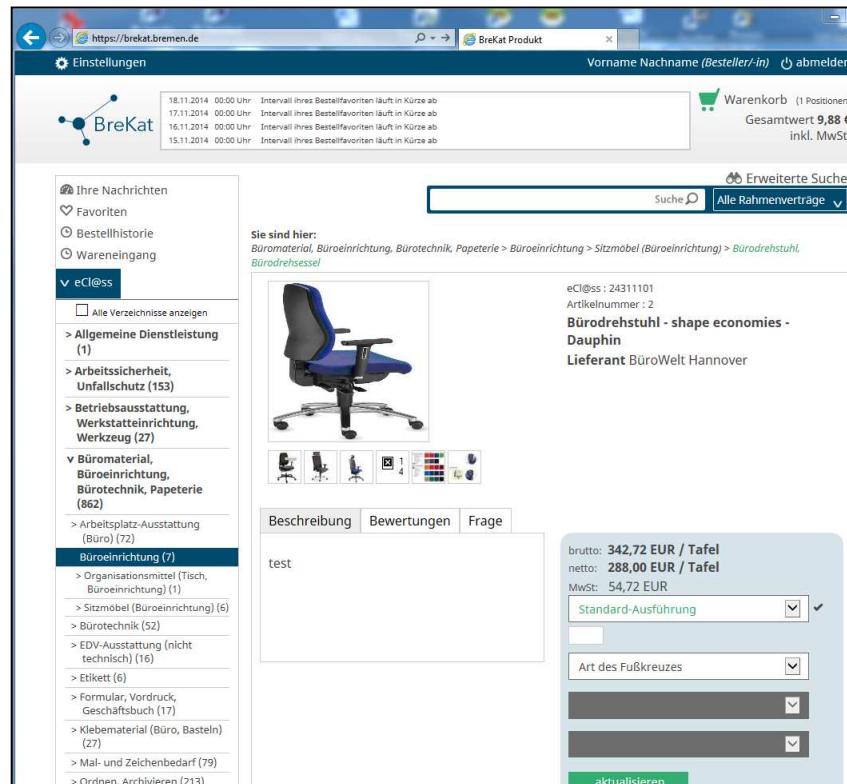 https://brekat.bremen.de
BreKat Produkt
Einstellungen
Vorname Nachname (Besteller/-in) abmelden
BreKat
18.11.2014 00:00 Uhr Intervall ihres Bestellfavoriten läuft in Kürze ab
17.11.2014 00:00 Uhr Intervall ihres Bestellfavoriten läuft in Kürze ab
16.11.2014 00:00 Uhr Intervall ihres Bestellfavoriten läuft in Kürze ab
15.11.2014 00:00 Uhr Intervall ihres Bestellfavoriten läuft in Kürze ab
Warenkorb (1 Positionen
Gesamtwert 9,88 €
inkl. MwSt
Erweiterte Suche
Suche
Alle Rahmenverträge
Ihre Nachrichten
Favoriten
Bestellhistorie
Wareneingang
v eCl@ss
Alle Verzeichnisse anzeigen
> Allgemeine Dienstleistung
(1)
> Arbeitssicherheit,
Unfallschutz (153)
> Betriebsausstattung,
Werkstatteinrichtung,
Werkzeug (27)
v Büromaterial,
Büroeinrichtung,
Bürotechnik, Papeterie
(862)
> Arbeitsplatz-Ausstattung
(Büro) (72)
Büroeinrichtung (7)
> Organisationsmittel (Tisch,
Büroeinrichtung) (1)
> Sitzmöbel (Büroeinrichtung) (6)
> Bürotechnik (52)
> EDV-Ausstattung (nicht
technisch) (16)
> Etikett (6)
> Formular, Vordruck,
Geschäftsbuch (17)
> Klebematerial (Büro, Basteln)
(27)
> Mal- und Zeichenbedarf (79)
> Ordnen, Archivieren (213)
Sie sind hier:
Büromaterial, Büroeinrichtung, Bürotechnik, Papeterie > Büroeinrichtung > Sitzmöbel (Büroeinrichtung) > Bürodrehstuhl,
Bürodrehsessel
eCl@ss : 24311101
Artikelnummer : 2
Bürodrehstuhl - shape economies -
Dauphin
Lieferant BüroWelt Hannover
1
4
Beschreibung Bewertungen Frage
test
brutto: 342,72 EUR / Tafel
netto: 288,00 EUR / Tafel
MwSt: 54,72 EUR
Standard-Ausführung
Art des Fußkreuzes
aktualisieren